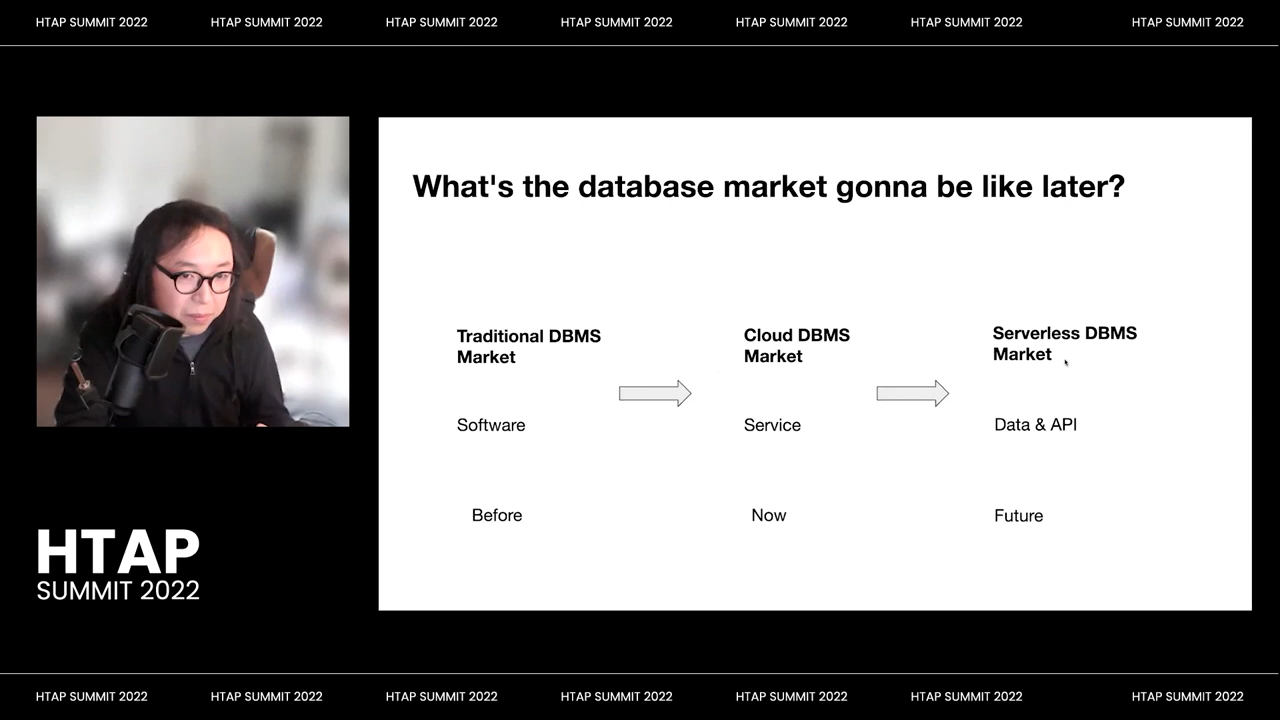 HTAP SUMMIT 2022 HTAP SUMMIT 2022 HTAP SUMMIT 2022 HTAP SUMMIT 2022 HTAP SUMMIT 2022 HTAP SUMMIT 2022 HTAP SUMMIT 2022
What's the database market gonna be like later?
Traditional DBMS
Market
Cloud DBMS
Market
Serverless DBMS
Market
Software
Service
Data & API
Before
Now
Future
HTAP
SUMMIT 2022
HTAP SUMMIT 2022 HTAP SUMMIT 2022 HTAP SUMMIT 2022 HTAP SUMMIT 2022 HTAP SUMMIT 2022 HTAP SUMMIT 2022 HTAP SUMMIT 2022